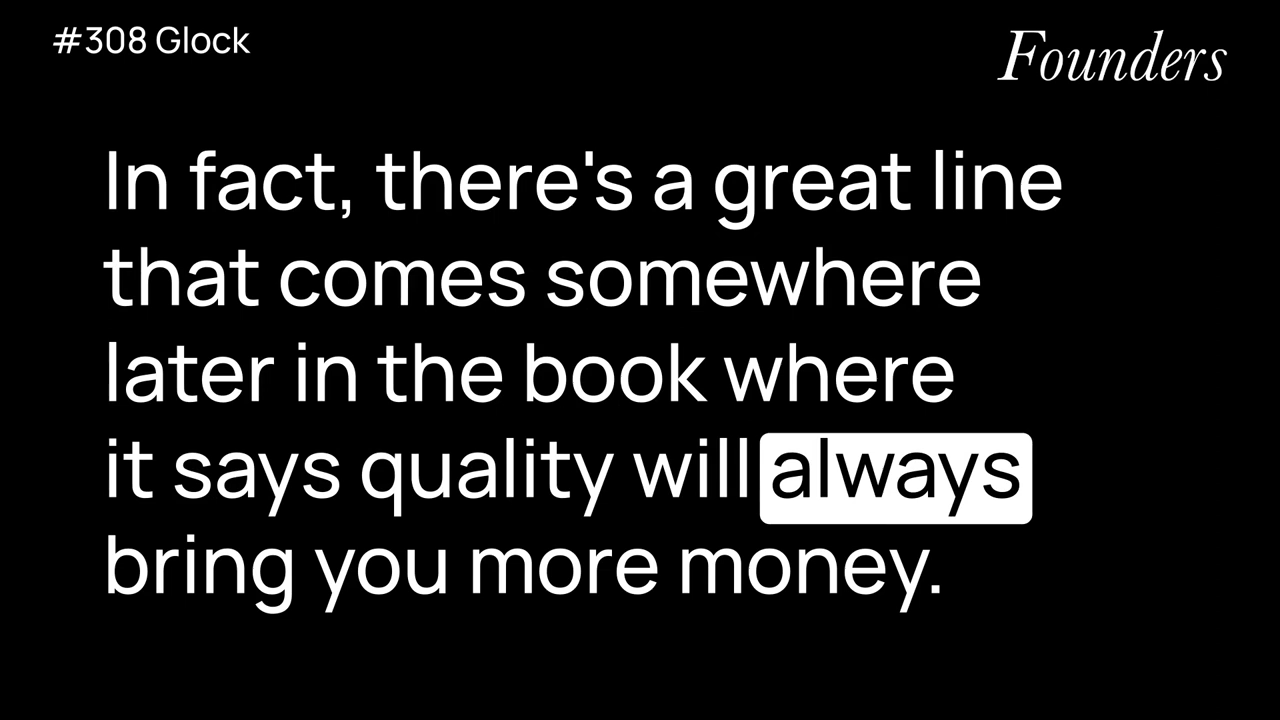 #308 Glock
Founders
In fact, there's a great line
that comes somewhere
later in the book where
it says quality will always
bring you more money.